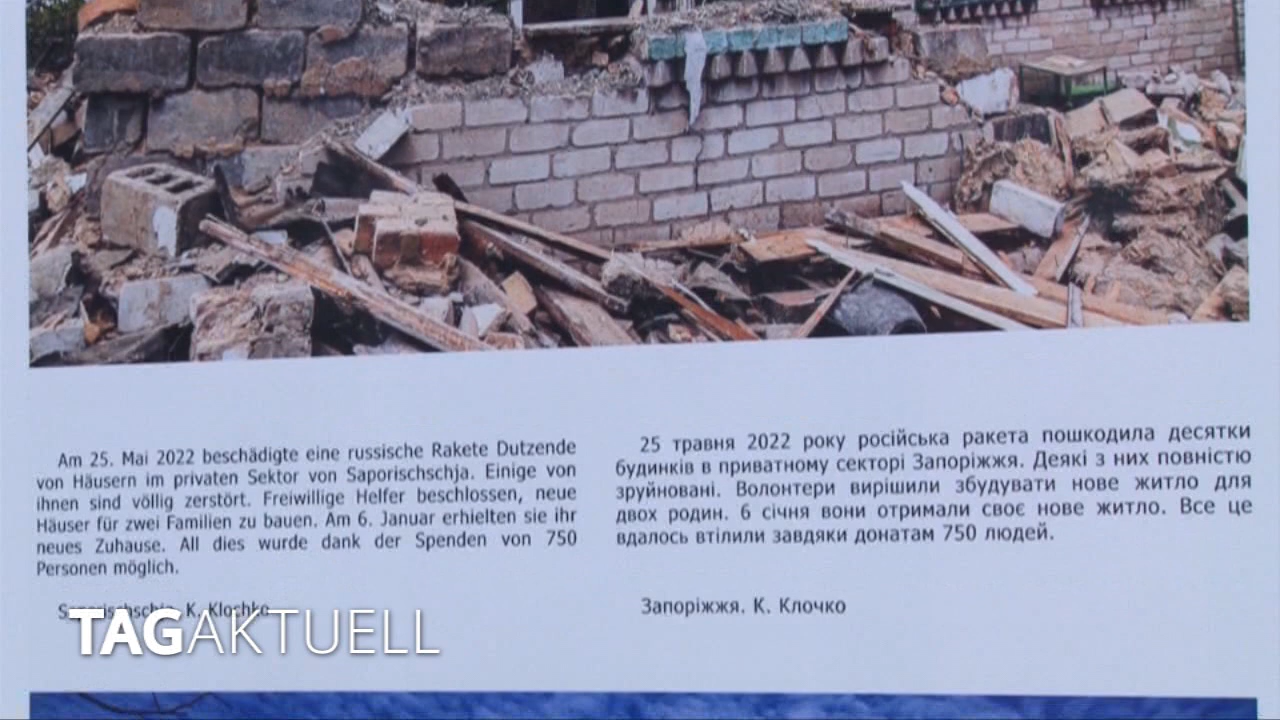 Am 25. Mai 2022 beschädigte eine russische Rakete Dutzende
von Häusern im privaten Sektor von Saporischschja. Einige von
ihnen sind völlig zerstört. Freiwillige Helfer beschlossen, neue
Häuser für zwei Familien zu bauen. Am 6. Januar erhielten sie ihr
neues Zuhause. All dies wurde dank der Spenden von 750
Personen möglich.
Saporischschja. K. Klochko
25 травня 2022 року російська ракета пошкодила десятки
будинків в приватному секторі Запоріжжя. Деякі з них повністю
зруйновані. Волонтери вирішили збудувати нове житло для
двох родин. 6 січня вони отримали своє нове житло. Все це
вдалось втілили завдяки донатам 750 людей.
Запоріжжя. К. Клочко
TAGAKTUELL